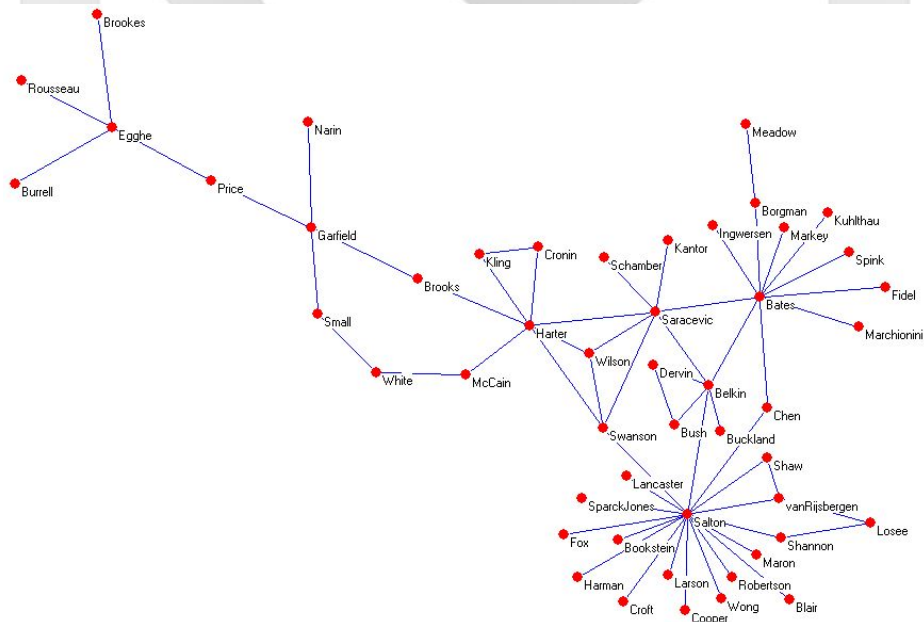 Brookes
Rousseau
Egghe
Narin
Meadow
Burrell
Price
Borgman
Kuhlthau
Garfield
Ingwersen
Markey
Cronin
Kantor
Kling
Schamber
Spink
Brooks
Fidel
Bates
Small
Saracevic
Harter
Marchionini
Wilson
Dervin
White
McCain
Belkin
Chen
Swanson
Bush
Buckland
Shaw
Lancaster
SparckJones
vanRijsbergen
Salton
Losee
Fox
Bookstein
Shannon
Maron
Harman
Larson
Robertson
Croft
Wong
Blair
Cooper